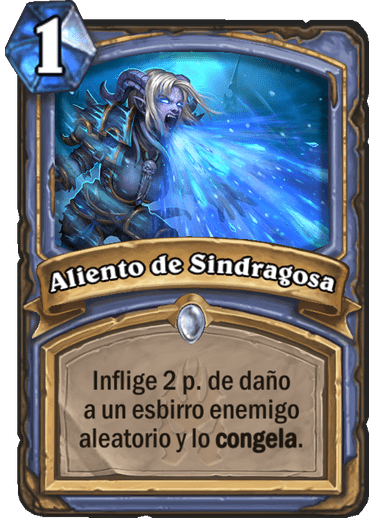 1
Aliento de Sindragosa
Inflige 2 p. de daño
a un esbirro enemigo
aleatorio y lo congela.